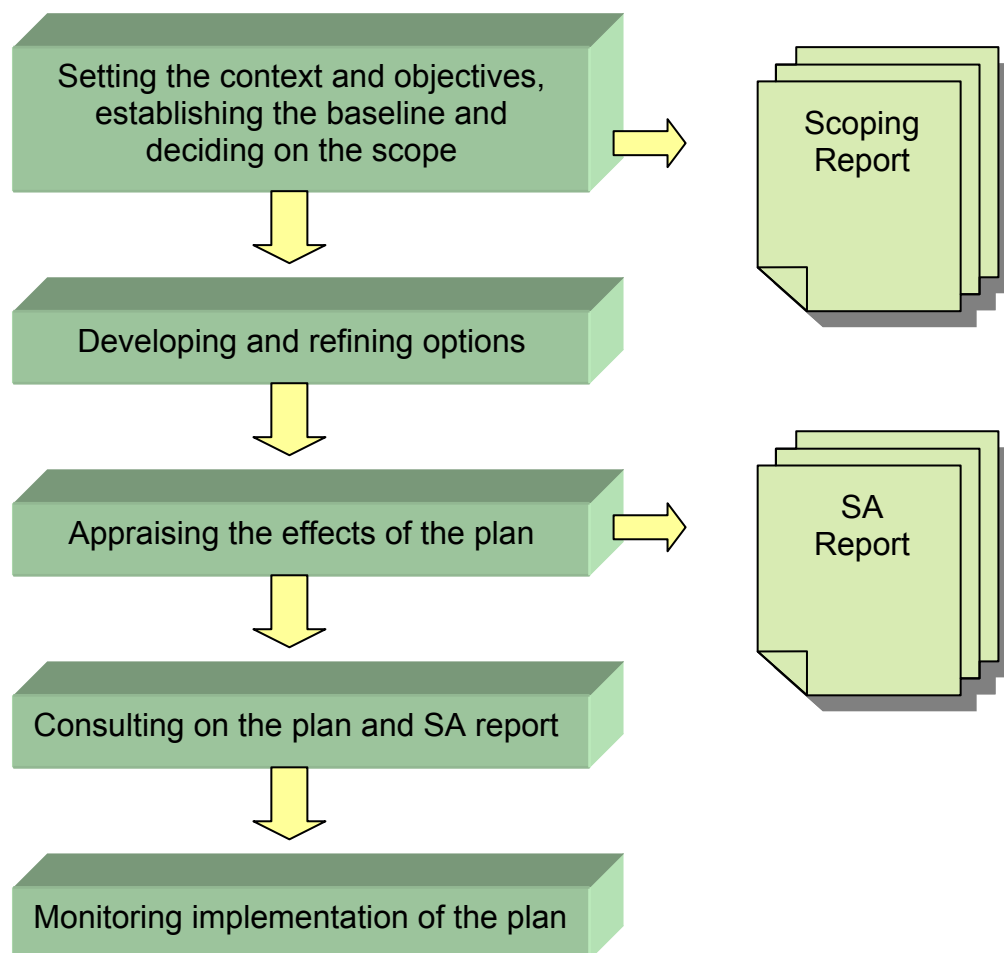 Setting the context and objectives,
establishing the baseline and
deciding on the scope
Scoping
Report
Developing and refining options
Appraising the effects of the plan
SA
Report
Consulting on the plan and SA report
Monitoring implementation of the plan